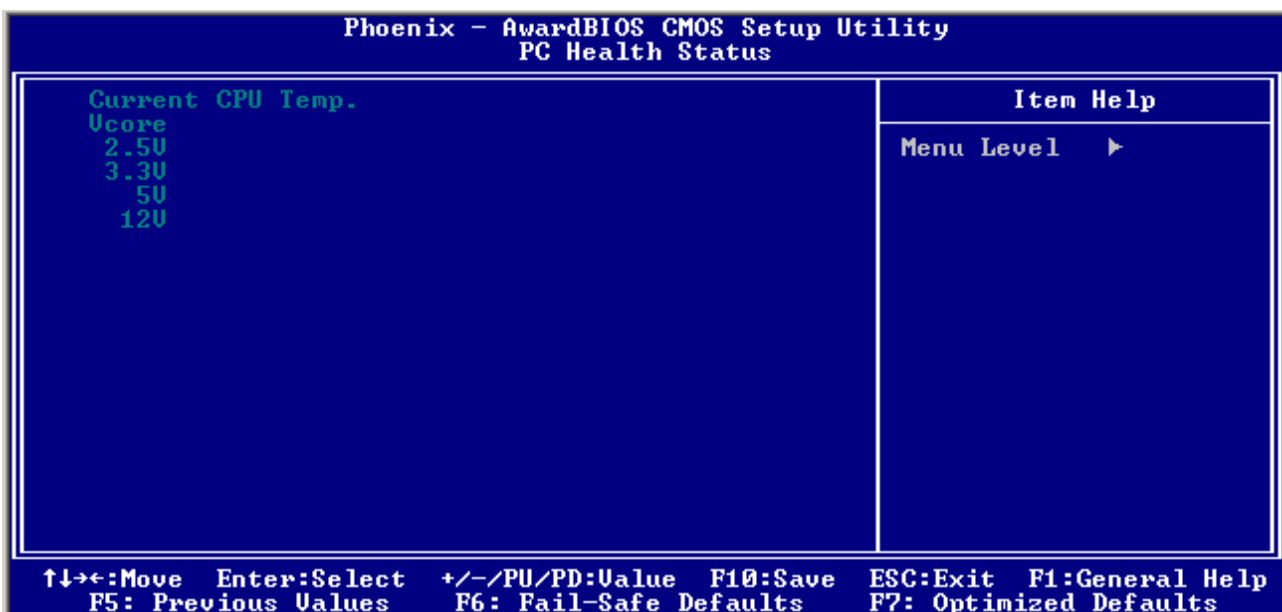 Phoenix - AwardBIOS CMOS Setup Utility
PC Health Status
Current CPU Temp.
Vcore
2.5V
3.3V
5V
12V
Item Help
Menu Level ▶
↑↓→←:Move Enter:Select +/-/PU/PD:Value F10:Save ESC:Exit F1:General Help
F5: Previous Values F6: Fail-Safe Defaults F7: Optimized Defaults